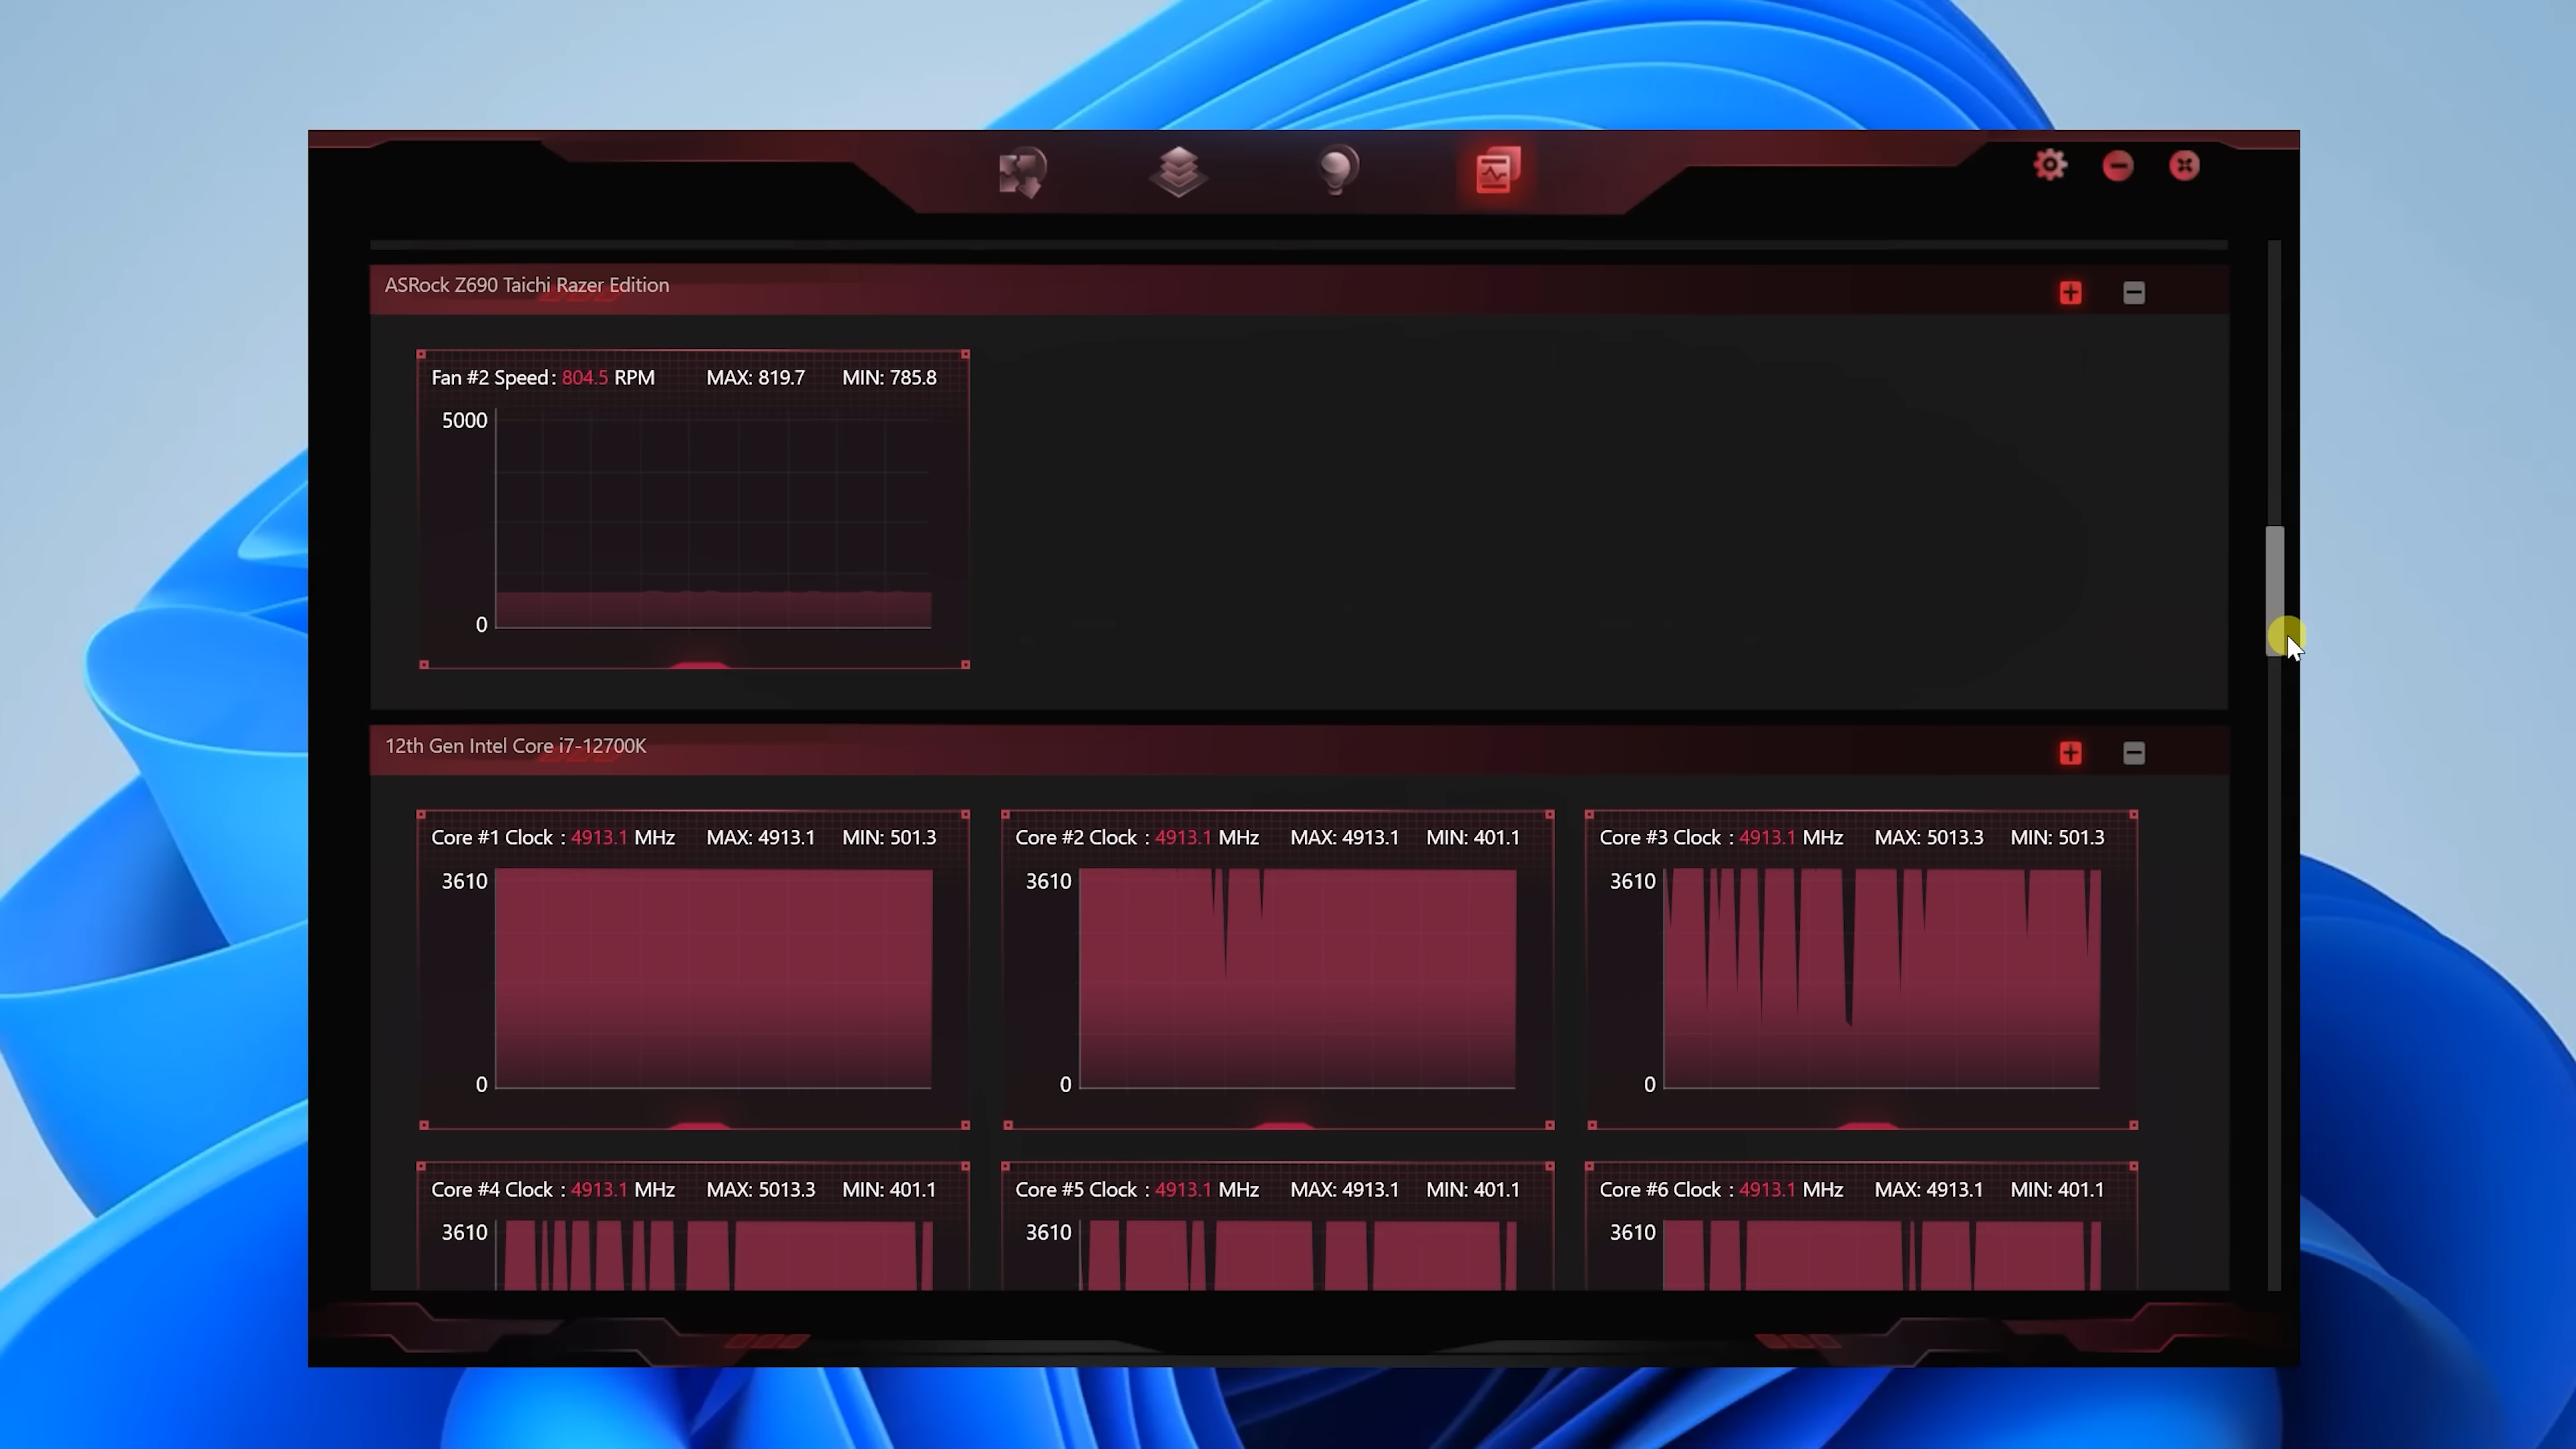 ASRock Z690 Taichi Razer Edition
Fan #2 Speed : 804.5 RPM MAX: 819.7 MIN: 785.8
5000
0
12th Gen Intel Core i7-12700K
Core #1 Clock : 4913.1 MHz MAX: 4913.1 MIN: 501.3
3610
0
Core #2 Clock : 4913.1 MHz MAX: 4913.1 MIN: 401.1
3610
0
Core #3 Clock : 4913.1 MHz MAX: 5013.3 MIN: 501.3
3610
0
Core #4 Clock : 4913.1 MHz MAX: 5013.3 MIN: 401.1
3610
Core #5 Clock : 4913.1 MHz MAX: 4913.1 MIN: 401.1
3610
Core #6 Clock : 4913.1 MHz MAX: 4913.1 MIN: 401.1
3610